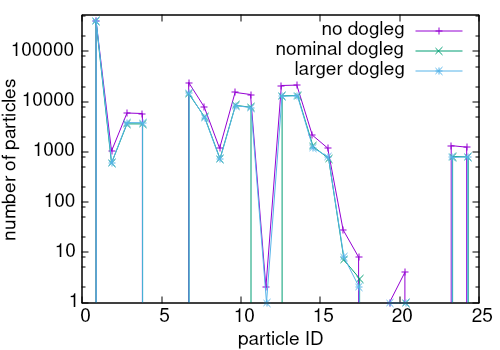 no dogleg
nominal dogleg
larger dogleg
number of particles
100000
10000
1000
100
10
1
0 5 10 15 20 25
particle ID